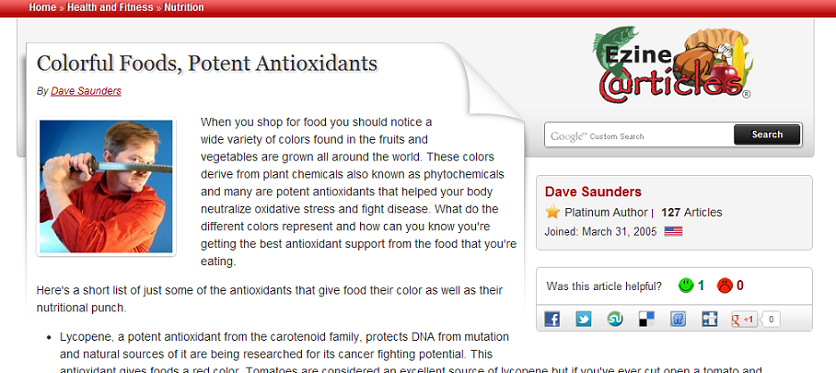 Home » Health and Fitness » Nutrition
Colorful Foods, Potent Antioxidants
By Dave Saunders
When you shop for food you should notice a
wide variety of colors found in the fruits and
vegetables are grown all around the world. These colors
derive from plant chemicals also known as phytochemicals
and many are potent antioxidants that helped your body
neutralize oxidative stress and fight disease. What do the
different colors represent and how can you know you're
getting the best antioxidant support from the food that you're
eating.
Here's a short list of just some of the antioxidants that give food their color as well as their
nutritional punch.
• Lycopene, a potent antioxidant from the carotenoid family, protects DNA from mutation
and natural sources of it are being researched for its cancer fighting potential. This
antioxidant gives foods a red color. Tomatoes are considered an excellent source of lycopene but if you've ever cut open a tomato and
Ezine
@rticles®
Google™ Custom Search
Search
Dave Saunders
Platinum Author | 127 Articles
Joined: March 31, 2005
Was this article helpful? 1 0
g +1 0